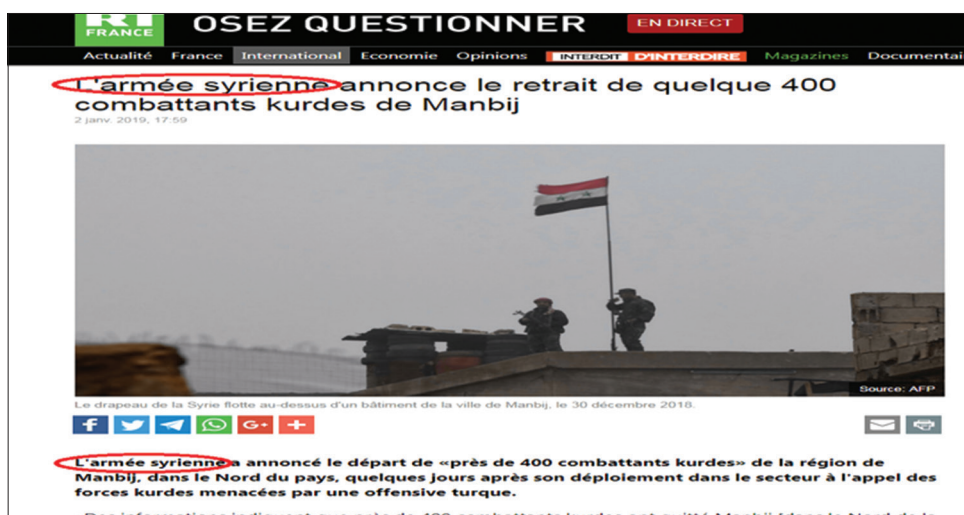 RT
FRANCE
OSEZ QUESTIONNER
EN DIRECT
Actualité France International Economie Opinions INTERDIT D'INTERDIRE Magazines Documentai
L'armée syrienne annonce le retrait de quelque 400
combattants kurdes de Manbij
2 janv. 2019, 17:59
Source: AFP
Le drapeau de la Syrie flotte au-dessus d'un bâtiment de la ville de Manbij, le 30 décembre 2018.
f G+ +
L'armée syrienne a annoncé le départ de «près de 400 combattants kurdes» de la région de
Manbij, dans le Nord du pays, quelques jours après son déploiement dans le secteur à l'appel des
forces kurdes menacées par une offensive turque.